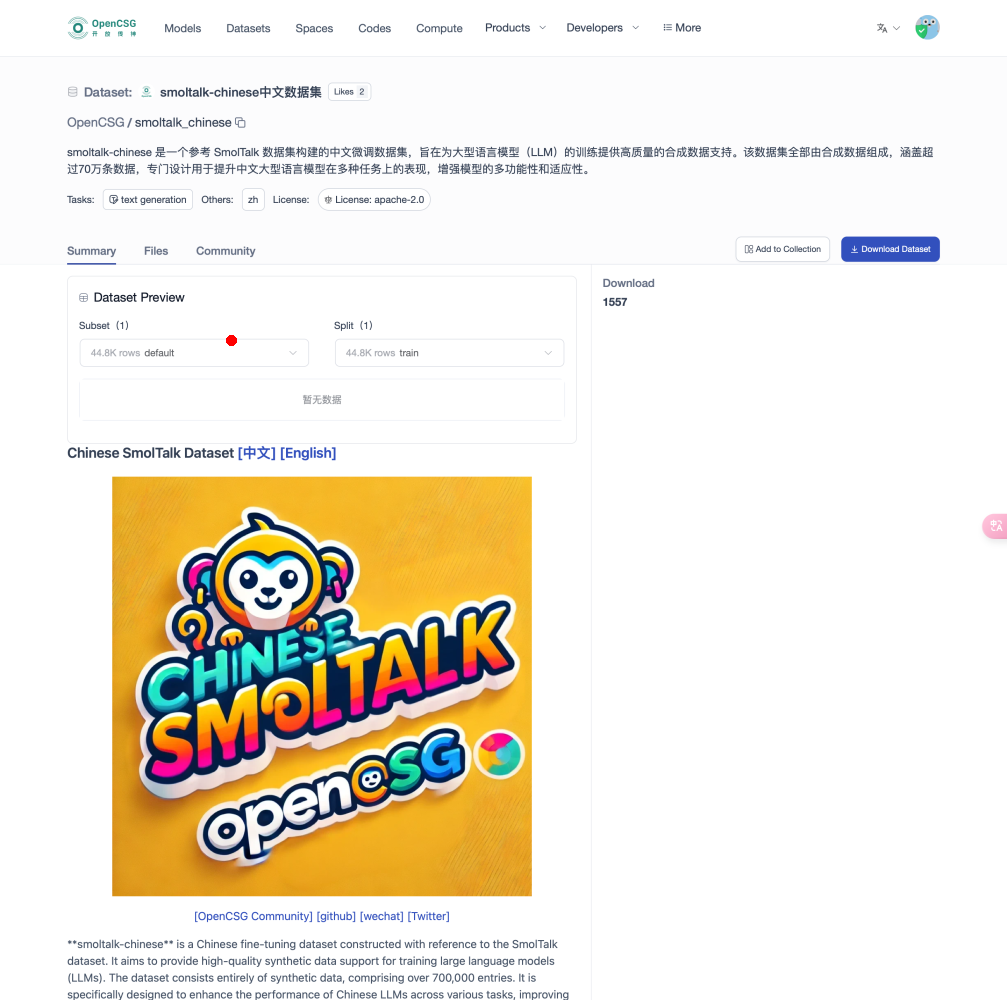 OpenCSG
开放传神
Models Datasets Spaces Codes Compute Products Developers More
Dataset: smoltalk-chinese中文数据集 Likes 2
OpenCSG / smoltalk_chinese
smoltalk-chinese 是一个参考 SmolTalk 数据集构建的中文微调数据集，旨在为大型语言模型（LLM）的训练提供高质量的合成数据支持。该数据集全部由合成数据组成，涵盖超
过70万条数据，专门设计用于提升中文大型语言模型在多种任务上的表现，增强模型的多功能性和适应性。
Tasks: text generation Others: zh License: License: apache-2.0
Summary Files Community Add to Collection Download Dataset
Dataset Preview
Subset（1） Split（1）
44.8K rows default 44.8K rows train
暂无数据
Download
1557
Chinese SmolTalk Dataset [中文] [English]
CHINESE
SMOLTALK
openCSG
[OpenCSG Community] [github] [wechat] [Twitter]
**smoltalk-chinese** is a Chinese fine-tuning dataset constructed with reference to the SmolTalk
dataset. It aims to provide high-quality synthetic data support for training large language models
(LLMs). The dataset consists entirely of synthetic data, comprising over 700,000 entries. It is
specifically designed to enhance the performance of Chinese LLMs across various tasks, improving